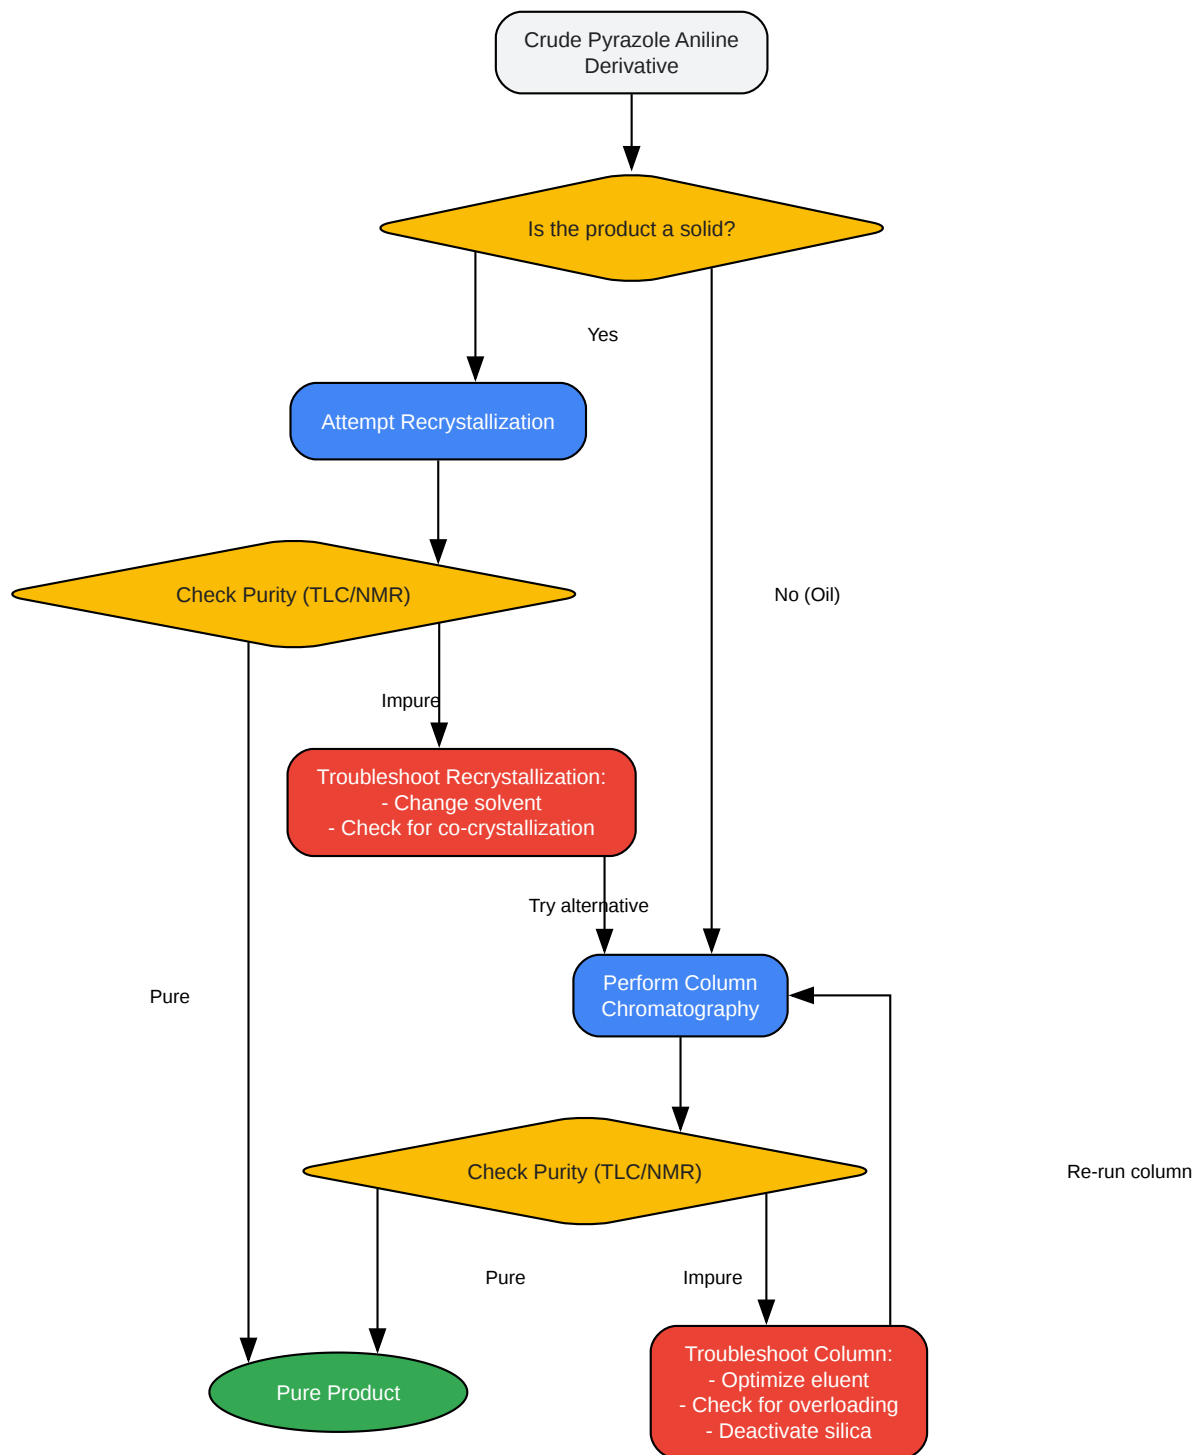 Crude Pyrazole Aniline
Derivative
Is the product a solid?
Yes
Attempt Recrystallization
Check Purity (TLC/NMR)
No (Oil)
Impure
Troubleshoot Recrystallization:
- Change solvent
- Check for co-crystallization
Try alternative
Perform Column
Chromatography
Pure
Check Purity (TLC/NMR)
Re-run column
Pure
Impure
Troubleshoot Column:
- Optimize eluent
- Check for overloading
- Deactivate silica
Pure Product